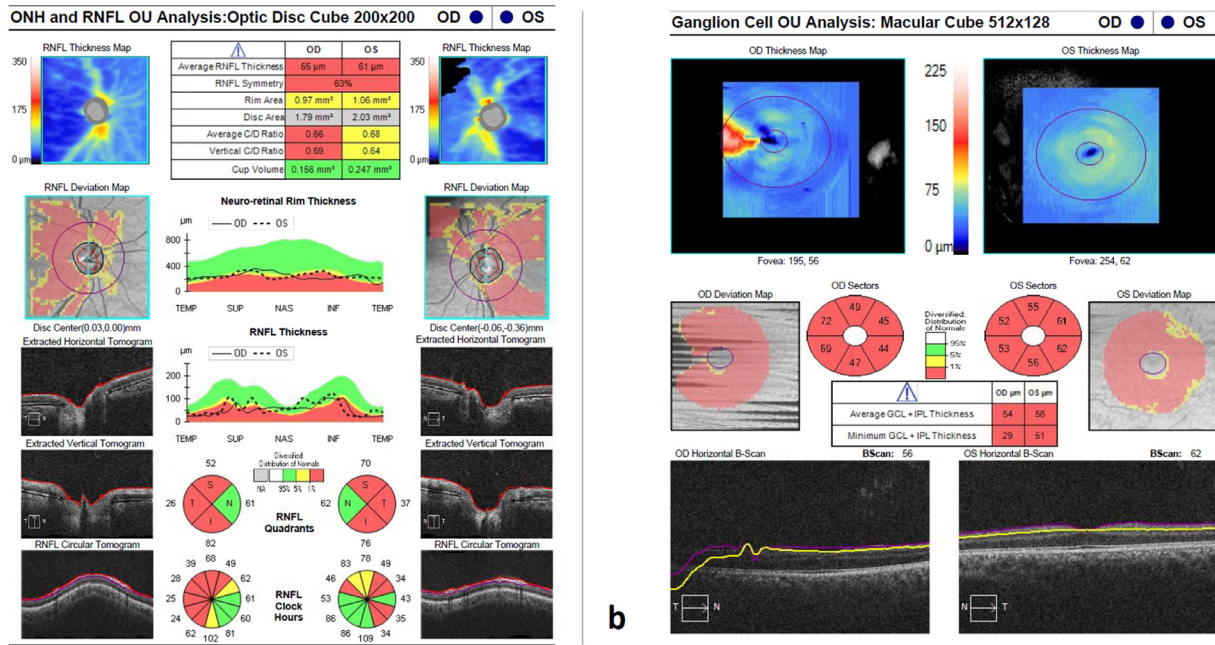 ONH and RNFL OU Analysis:Optic Disc Cube 200x200 OD OS
RNFL Thickness Map
RNFL Thickness Map
350
175
0 µm
OD OS
Average RNFL Thickness 55 µm 61 µm
RNFL Symmetry 63%
Rim Area 0.97 mm² 1.06 mm²
Disc Area 1.79 mm² 2.03 mm²
Average C/D Ratio 0.66 0.68
Vertical C/D Ratio 0.69 0.64
Cup Volume 0.156 mm³ 0.247 mm³
350
175
0 µm
RNFL Deviation Map
RNFL Deviation Map
Neuro-retinal Rim Thickness
µm OD OS
800
400
0
TEMP SUP NAS INF TEMP
Disc Center(0.03,0.00)mm
Disc Center(-0.06,-0.36)mm
RNFL Thickness
Extracted Horizontal Tomogram
Extracted Horizontal Tomogram
µm OD OS
200
100
0
TEMP SUP NAS INF TEMP
T N
T N
Extracted Vertical Tomogram
Extracted Vertical Tomogram
Diversified:
Distribution of Normals
NA 95% 5% 1%
52
S
26 T N 61
I
82
RNFL
Quadrants
70
S
62 N T 37
I
76
T N
N T
RNFL Circular Tomogram
RNFL Circular Tomogram
68
39 49
28 62
25 61
24 60
62 81
102
RNFL
Clock
Hours
78
83 49
46 34
53 43
86 35
86 34
109
b
Ganglion Cell OU Analysis: Macular Cube 512x128 OD OS
OD Thickness Map
OS Thickness Map
225
150
75
0 µm
Fovea: 195, 56
Fovea: 254, 62
OD Deviation Map
OD Sectors
OS Sectors
OS Deviation Map
49
72 45
69 44
47
Diversified:
Distribution
of Normals
95%
5%
1%
55
52 61
53 62
56
OD µm OS µm
Average GCL + IPL Thickness 54 56
Minimum GCL + IPL Thickness 29 51
OD Horizontal B-Scan BScan: 56
OS Horizontal B-Scan BScan: 62
T N
N T